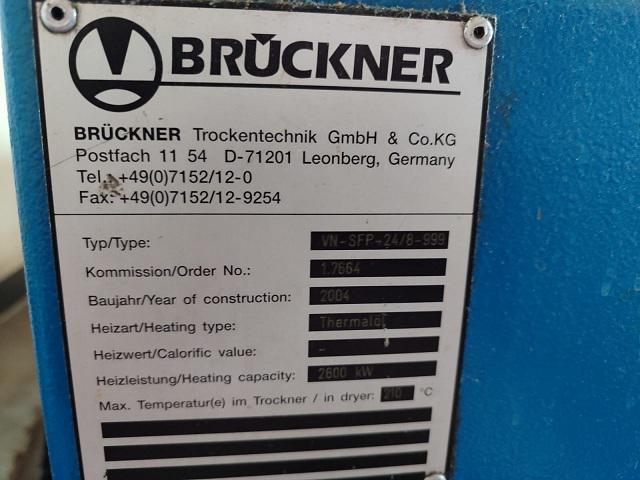 BRÜCKNER
BRÜCKNER Trockentechnik GmbH & Co.KG
Postfach 11 54 D-71201 Leonberg, Germany
Tel.: +49(0)7152/12-0
Fax: +49(0)7152/12-9254
Typ/Type: VN-SFP-24/8-999
Kommission/Order No.: 1.7664
Baujahr/Year of construction: 2004
Heizart/Heating type:
Heizwert/Calorific value: -
Heizleistung/Heating capacity: 2600 kW
Max. Temperatur(e) im Trockner / in dryer: 210 °C